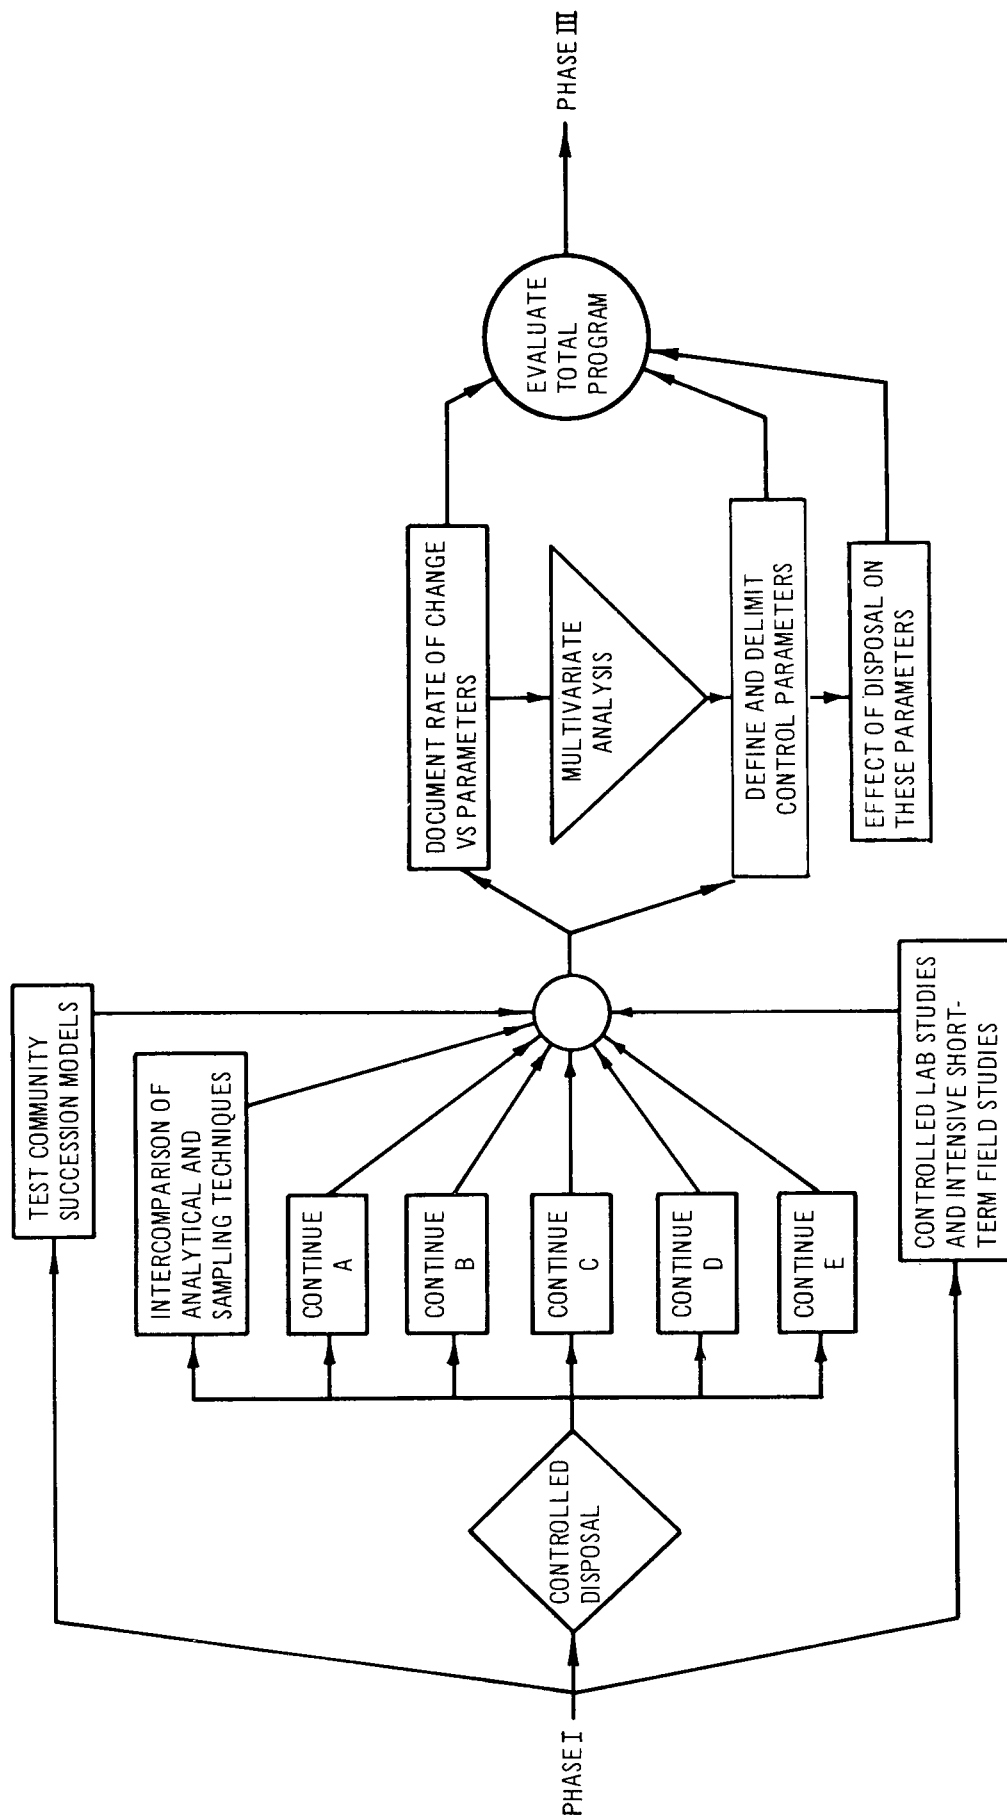 PHASE I
CONTROLLED
DISPOSAL
TEST COMMUNITY
SUCCESSION MODELS
INTERCOMPARISON OF
ANALYTICAL AND
SAMPLING TECHNIQUES
CONTINUE
A
CONTINUE
B
CONTINUE
C
CONTINUE
D
CONTINUE
E
CONTROLLED LAB STUDIES
AND INTENSIVE SHORT-
TERM FIELD STUDIES
DOCUMENT RATE OF CHANGE
VS PARAMETERS
MULTIVARIATE
ANALYSIS
DEFINE AND DELIMIT
CONTROL PARAMETERS
EFFECT OF DISPOSAL ON
THESE PARAMETERS
EVALUATE
TOTAL
PROGRAM
PHASE III